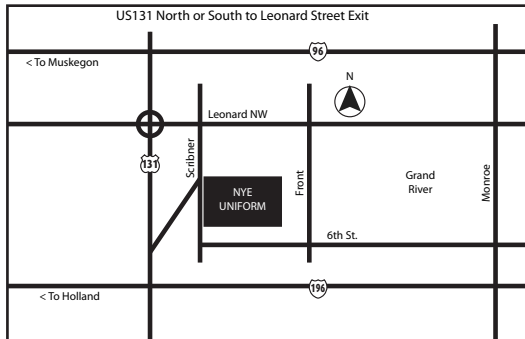 US131 North or South to Leonard Street Exit
96
< To Muskegon
N
Leonard NW
131
Scribner
NYE
UNIFORM
Front
Grand
River
Monroe
6th St.
196
< To Holland